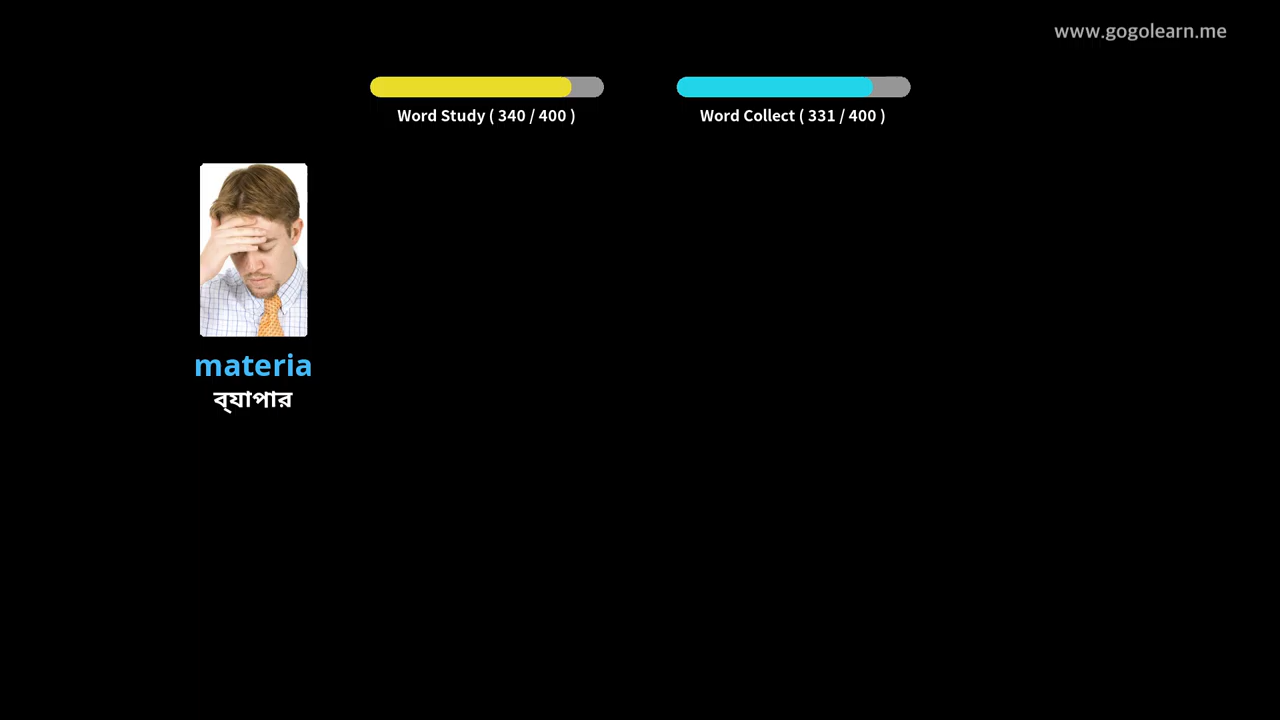 www.gogolearn.me
Word Study ( 340 / 400 )
Word Collect ( 331 / 400 )
materia
ব্যাপার